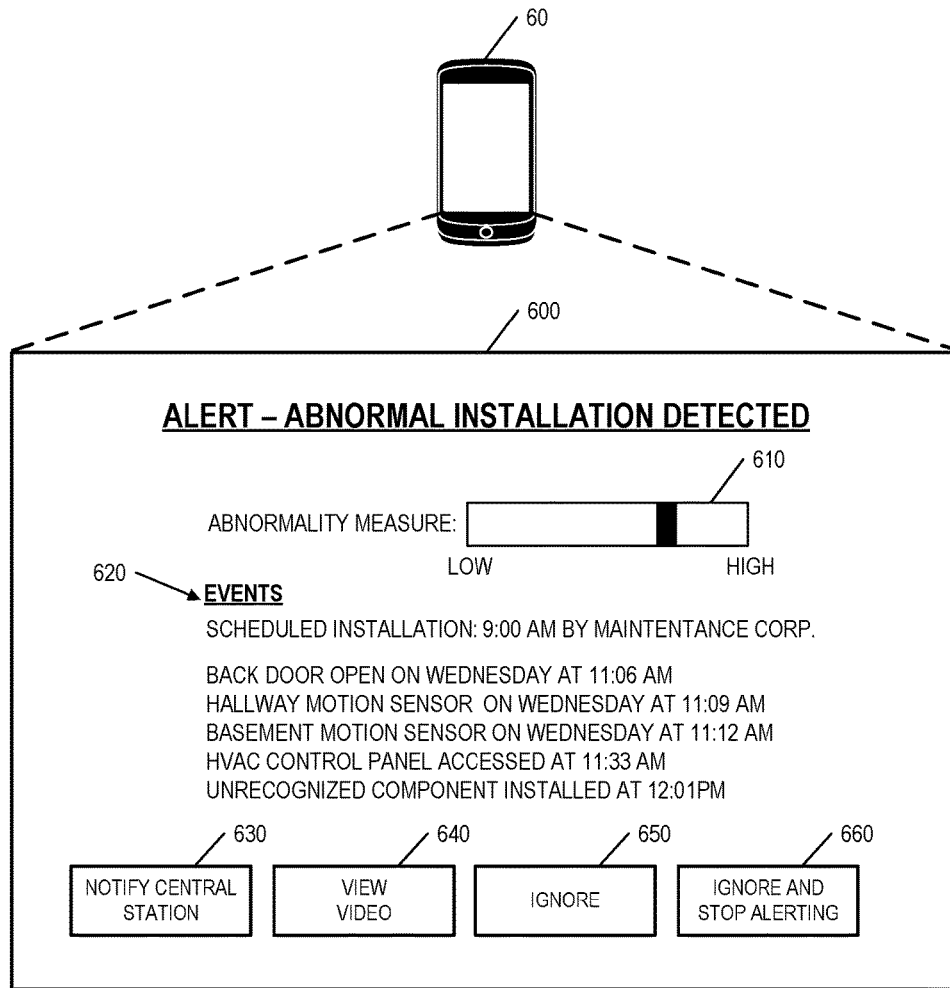 60
600
ALERT – ABNORMAL INSTALLATION DETECTED
610
ABNORMALITY MEASURE:
LOW HIGH
620
EVENTS
SCHEDULED INSTALLATION: 9:00 AM BY MAINTENTANCE CORP.
BACK DOOR OPEN ON WEDNESDAY AT 11:06 AM
HALLWAY MOTION SENSOR ON WEDNESDAY AT 11:09 AM
BASEMENT MOTION SENSOR ON WEDNESDAY AT 11:12 AM
HVAC CONTROL PANEL ACCESSED AT 11:33 AM
UNRECOGNIZED COMPONENT INSTALLED AT 12:01PM
630 640 650 660
NOTIFY CENTRAL
STATION
VIEW
VIDEO
IGNORE
IGNORE AND
STOP ALERTING